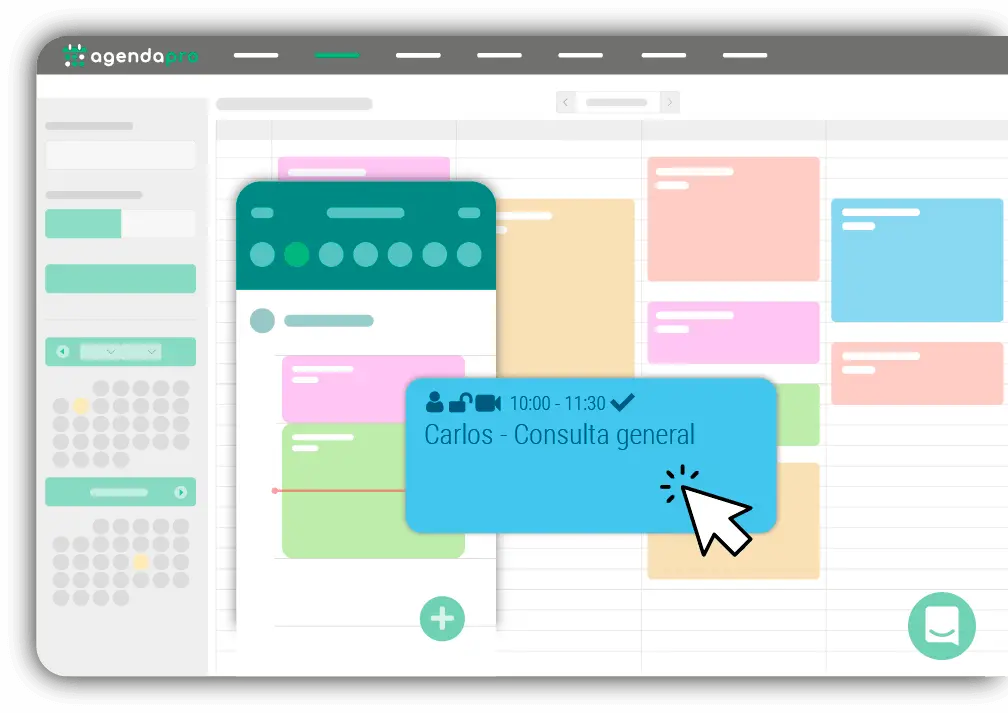 agendapro
10:00 - 11:30
Carlos - Consulta general